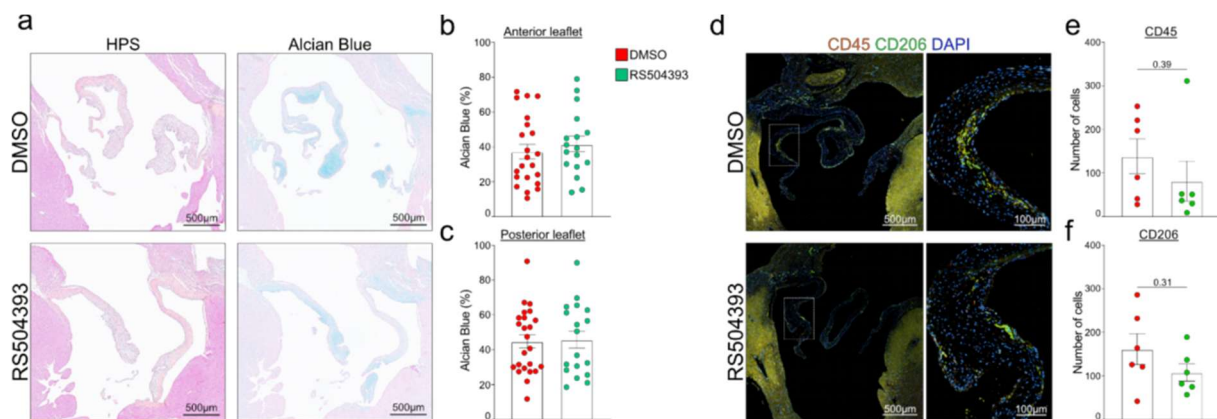 a
HPS
Alcian Blue
DMSO
500µm
500µm
RS504393
500µm
500µm
b
Anterior leaflet
Alcian Blue (%)
100
80
60
40
20
0
DMSO
RS504393
c
Posterior leaflet
Alcian Blue (%)
100
80
60
40
20
0
d
CD45 CD206 DAPI
DMSO
500µm
100µm
RS504393
500µm
100µm
e
CD45
Number of cells
400
300
200
100
0
0.39
f
CD206
Number of cells
400
300
200
100
0
0.31